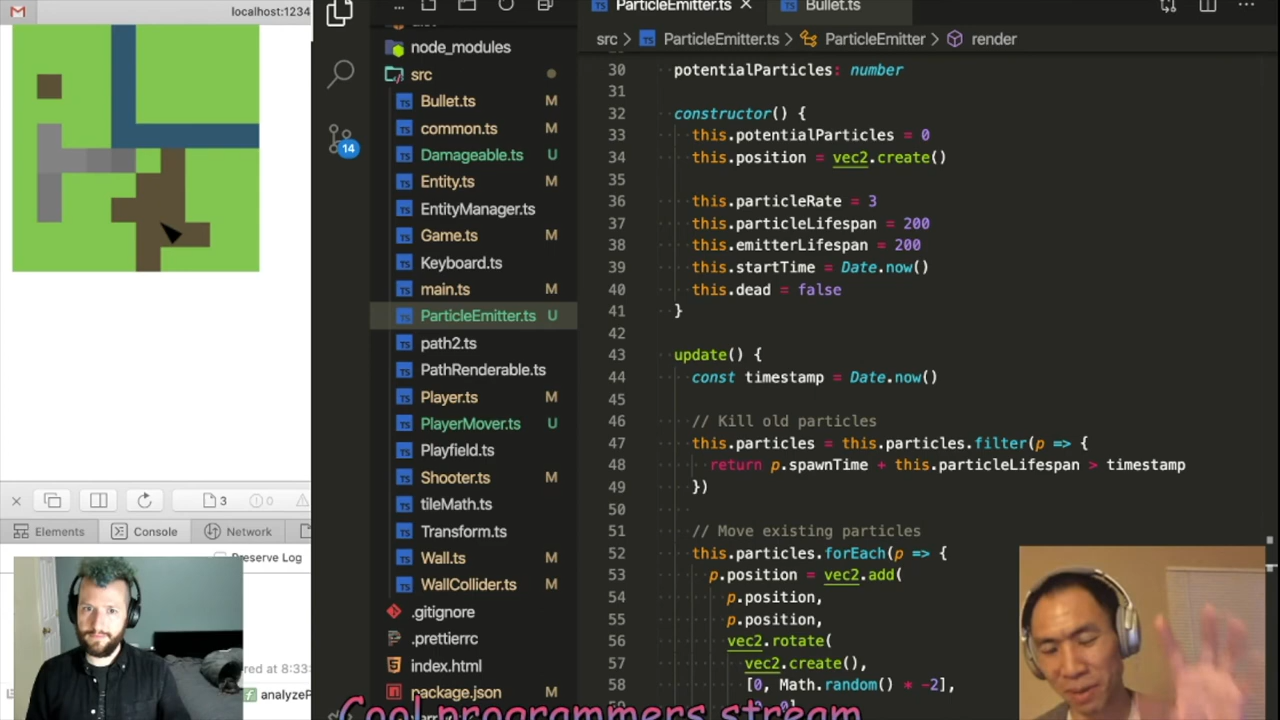 localhost:1234
ParticleEmitter.ts
Bullet.ts
src > ParticleEmitter.ts > ParticleEmitter > render
node_modules
src
Bullet.ts M
common.ts M
Damageable.ts U
Entity.ts M
EntityManager.ts
Game.ts M
Keyboard.ts
main.ts M
ParticleEmitter.ts U
path2.ts
PathRenderable.ts
Player.ts M
PlayerMover.ts U
Playfield.ts
Shooter.ts M
tileMath.ts
Transform.ts
Wall.ts M
WallCollider.ts M
.gitignore
.prettierrc
index.html
package.json M
14
30 potentialParticles: number
31
32 constructor() {
33 this.potentialParticles = 0
34 this.position = vec2.create()
35
36 this.particleRate = 3
37 this.particleLifespan = 200
38 this.emitterLifespan = 200
39 this.startTime = Date.now()
40 this.dead = false
41 }
42
43 update() {
44 const timestamp = Date.now()
45
46 // Kill old particles
47 this.particles = this.particles.filter(p => {
48 return p.spawnTime + this.particleLifespan > timestamp
49 })
50
51 // Move existing particles
52 this.particles.forEach(p => {
53 p.position = vec2.add(
54 p.position,
55 p.position,
56 vec2.rotate(
57 vec2.create(),
58 [0, Math.random() * -2],
3
0
Elements
Console
Network
Preserve Log
Cool programmers stream